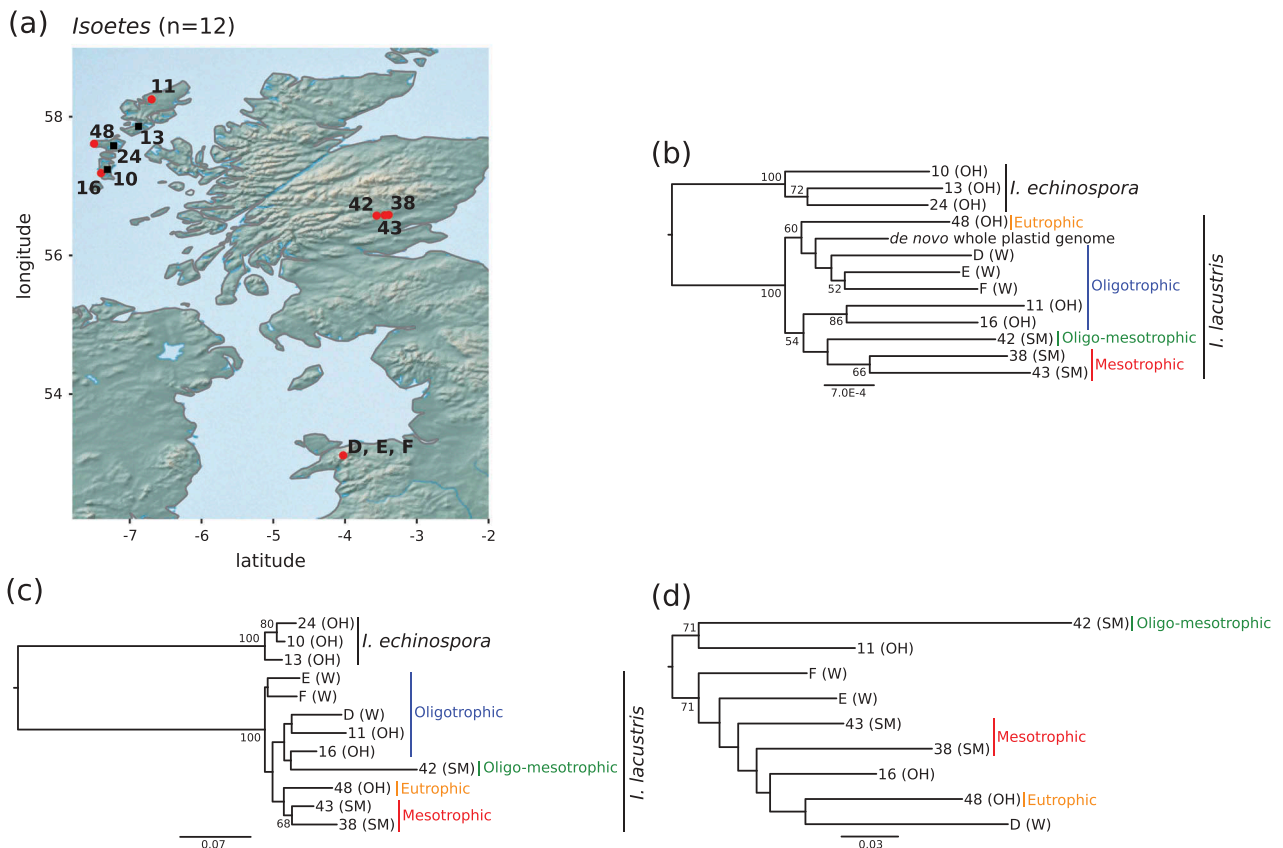 (a) Isoetes (n=12)
58
56
54
longitude
11
48
13
24
16 10
42 38
43
D, E, F
-7 -6 -5 -4 -3 -2
latitude
(b)
100
72
10 (OH)
13 (OH)
24 (OH)
I. echinospora
60
48 (OH) Eutrophic
de novo whole plastid genome
D (W)
E (W)
52
F (W)
Oligotrophic
100
11 (OH)
86
16 (OH)
54
42 (SM) Oligo-mesotrophic
38 (SM)
66
43 (SM)
Mesotrophic
I. lacustris
7.0E-4
(c)
80
24 (OH)
100
10 (OH)
13 (OH)
I. echinospora
E (W)
F (W)
D (W)
Oligotrophic
11 (OH)
100
16 (OH)
42 (SM) Oligo-mesotrophic
48 (OH) Eutrophic
43 (SM)
Mesotrophic
68
38 (SM)
I. lacustris
0.07
(d)
71
42 (SM) Oligo-mesotrophic
11 (OH)
F (W)
71
E (W)
43 (SM)
Mesotrophic
38 (SM)
16 (OH)
48 (OH) Eutrophic
D (W)
0.03